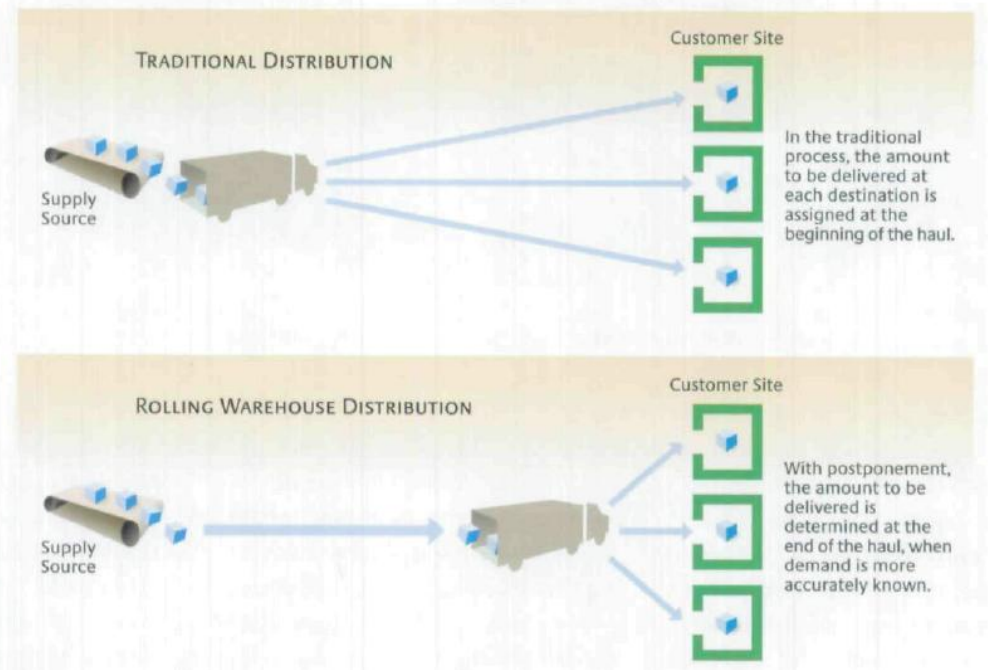 TRADITIONAL DISTRIBUTION
Customer Site
Supply
Source
In the traditional
process, the amount
to be delivered at
each destination is
assigned at the
beginning of the haul.
ROLLING WAREHOUSE DISTRIBUTION
Customer Site
Supply
Source
With postponement,
the amount to be
delivered is
determined at the
end of the haul, when
demand is more
accurately known.